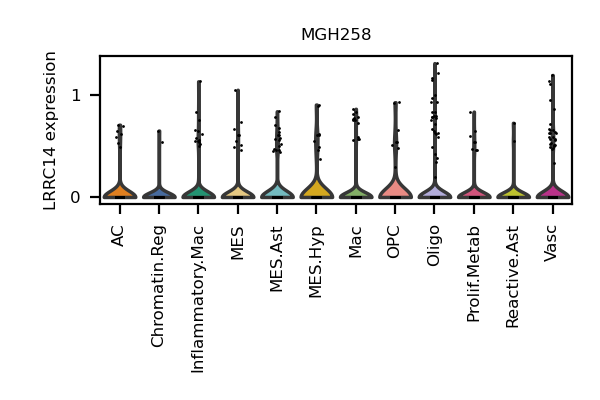 MGH258
LRRC14 expression
1
0
AC
Chromatin.Reg
Inflammatory.Mac
MES
MES.Ast
MES.Hyp
Mac
OPC
Oligo
Prolif.Metab
Reactive.Ast
Vasc